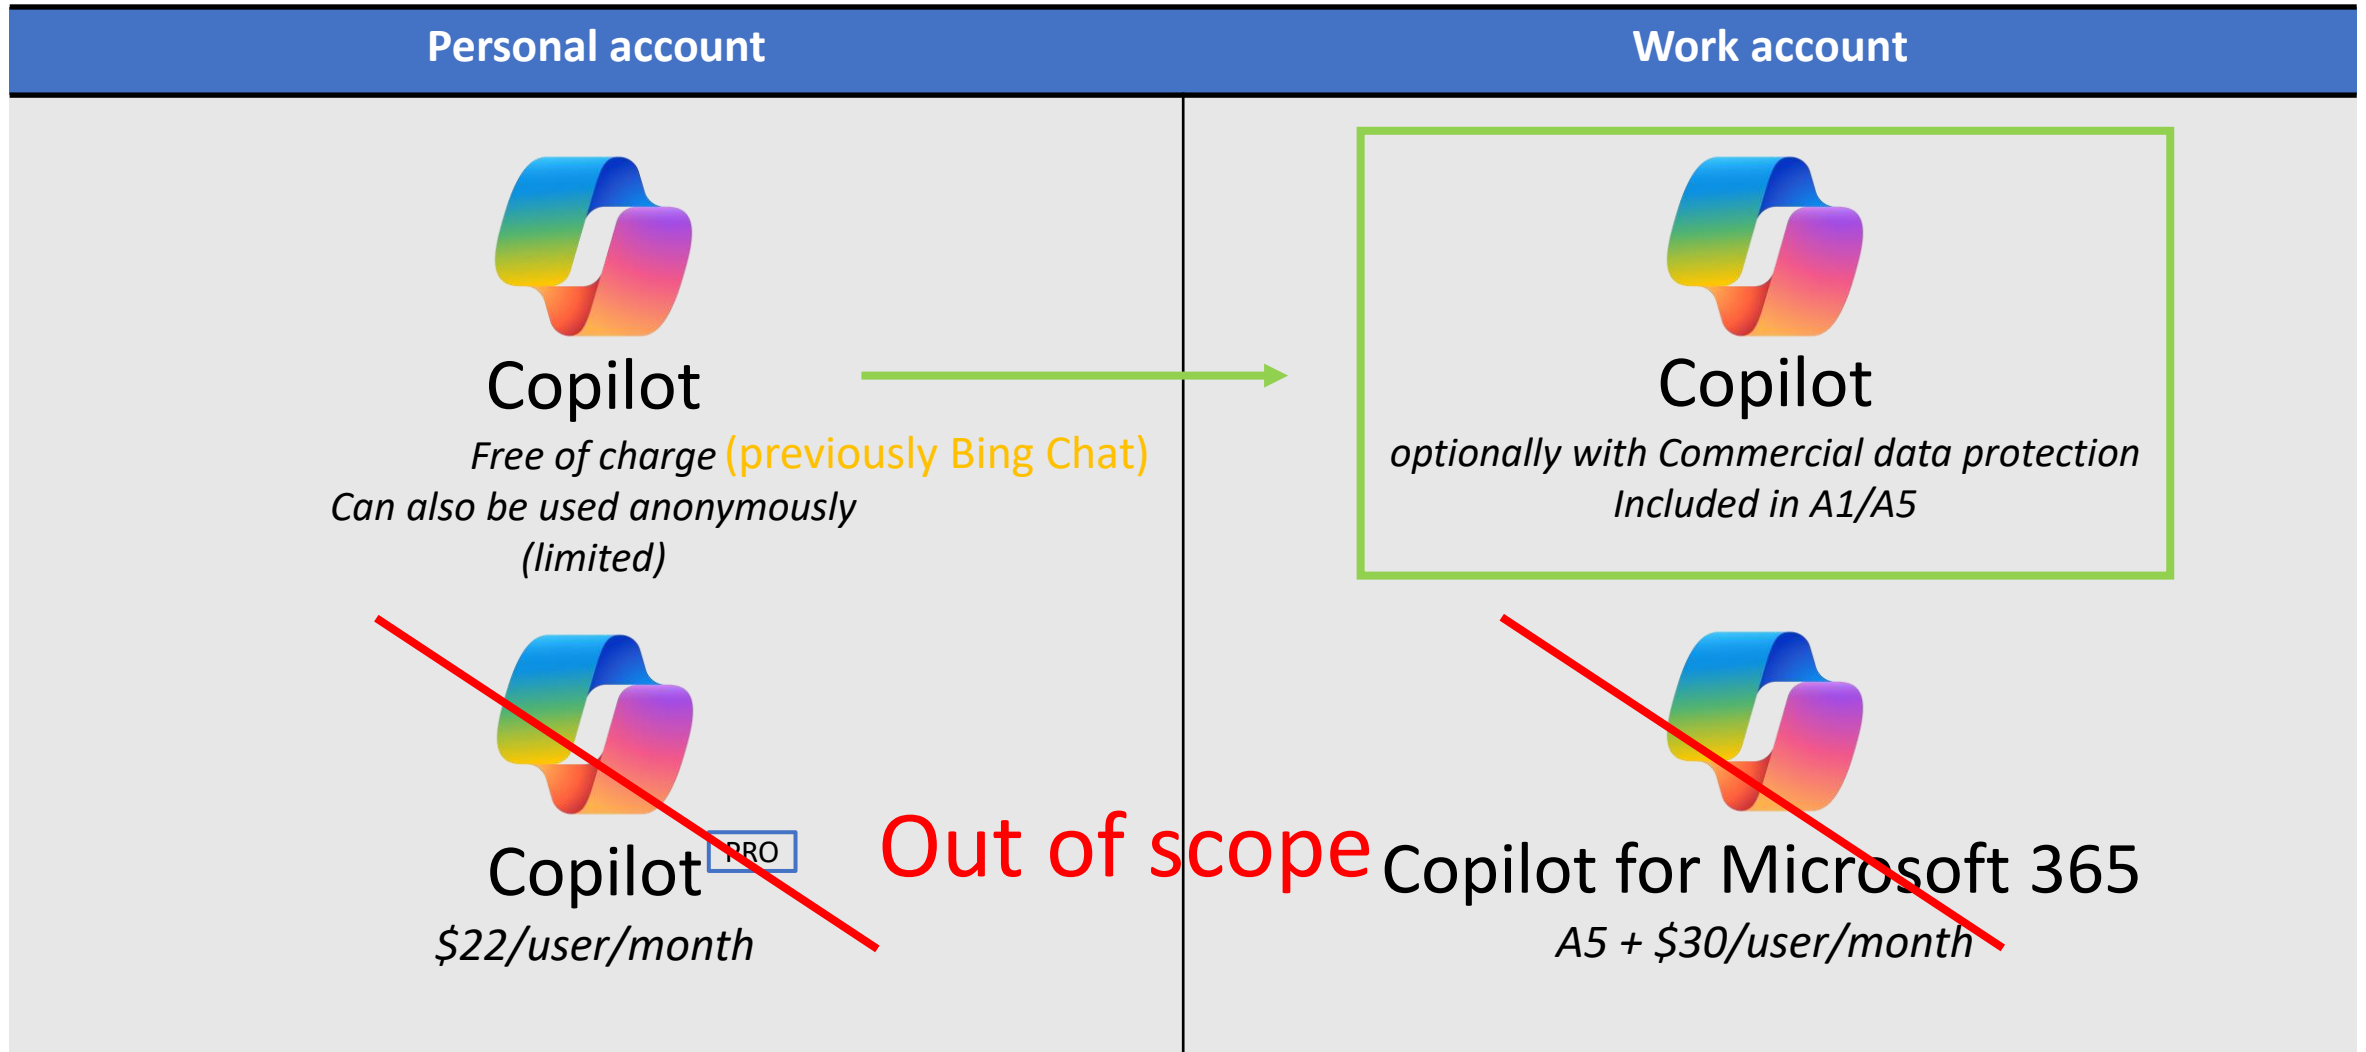 Personal account
Work account
Copilot
Free of charge (previously Bing Chat)
Can also be used anonymously
(limited)
Copilot
optionally with Commercial data protection
Included in A1/A5
Copilot PRO
$22/user/month
Out of scope
Copilot for Microsoft 365
A5 + $30/user/month